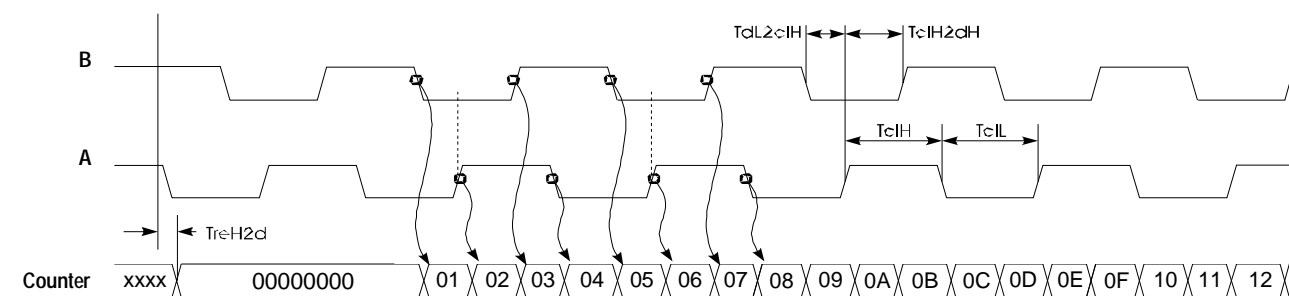 TdL2clH TclH2dH
B
TclH TclL
A
TreH2d
Counter xxxx 00000000 01 02 03 04 05 06 07 08 09 0A 0B 0C 0D 0E 0F 10 11 12